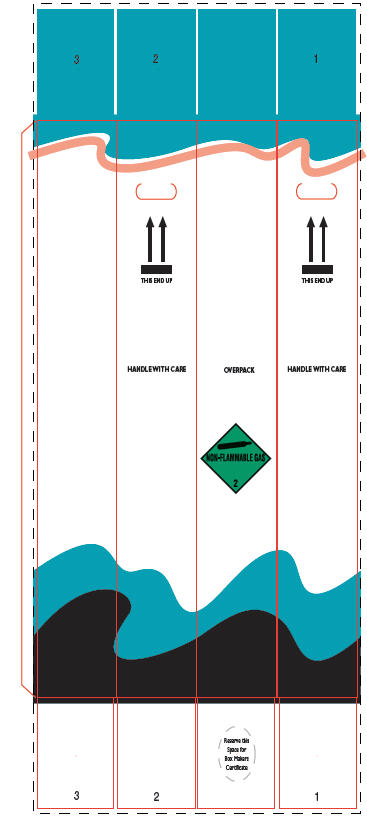 3
2
1
THIS END UP
THIS END UP
HANDLE WITH CARE
OVERPACK
HANDLE WITH CARE
NON-FLAMMABLE GAS
2
Reserve this
Space for
Box Makers
Certificate
3
2
1